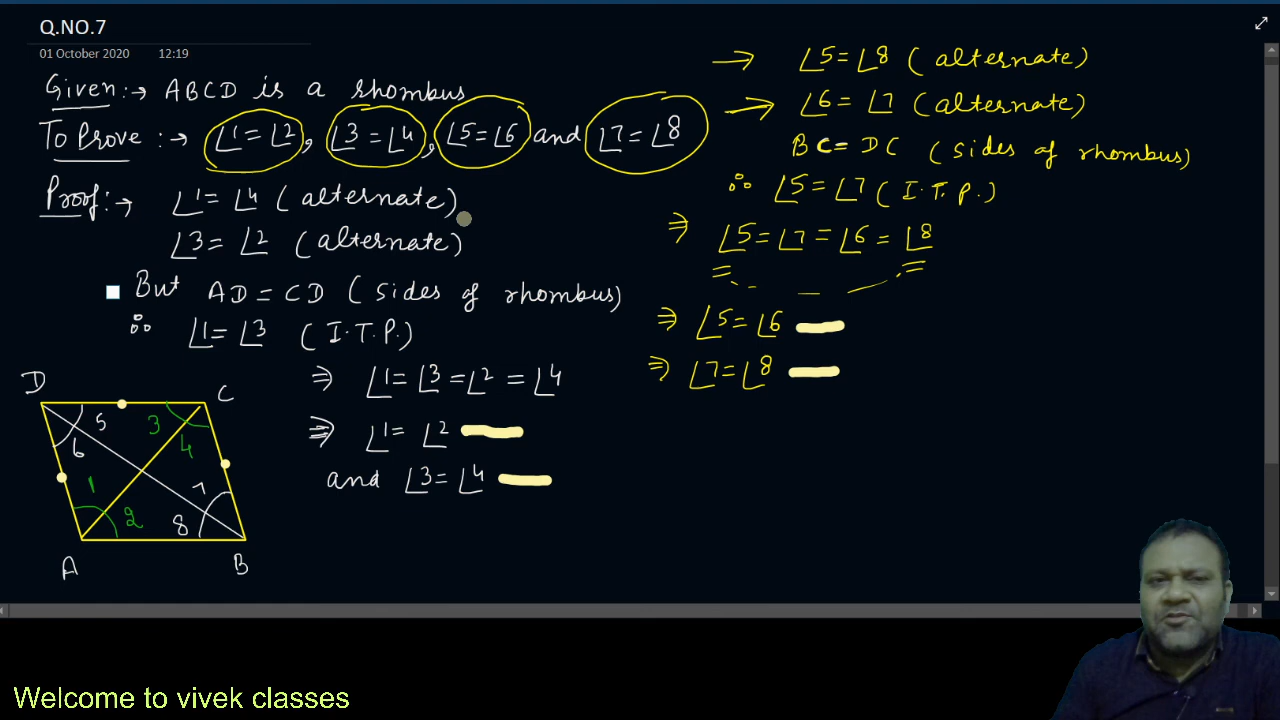 Q.NO.7
01 October 2020 12:19
Given:→ ABCD is a rhombus
To Prove :→ ∠1=∠2, ∠3=∠4, ∠5=∠6 and ∠7=∠8
Proof:→ ∠1=∠4 (alternate)
∠3=∠2 (alternate)
But AD=CD (sides of rhombus)
∴ ∠1=∠3 (I.T.P.)
⇒ ∠1=∠3=∠2=∠4
⇒ ∠1=∠2
and ∠3=∠4
→ ∠5=∠8 (alternate)
→ ∠6=∠7 (alternate)
BC=DC (sides of rhombus)
∴ ∠5=∠7 (I.T.P.)
⇒ ∠5=∠7=∠6=∠8
⇒ ∠5=∠6
⇒ ∠7=∠8
D C
5 3
6 4
1 7
2 8
A B
Welcome to vivek classes